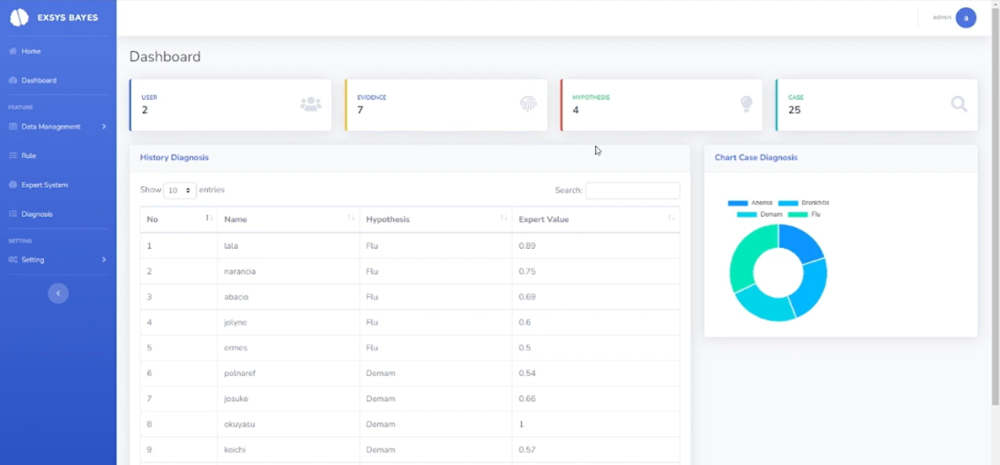 EXSYS BAYES
admin
a
Home
Dashboard
FEATURE
Data Management
Rule
Expert System
Diagnosis
SETTING
Setting
Dashboard
USER
2
EVIDENCE
7
HYPOTHESIS
4
CASE
25
History Diagnosis
Show 10 entries
Search:
No Name Hypothesis Expert Value
1 lala Flu 0.89
2 narancia Flu 0.75
3 abacio Flu 0.69
4 jolyne Flu 0.6
5 ermes Flu 0.5
6 polnaref Demam 0.54
7 josuke Demam 0.66
8 okuyasu Demam 1
9 koichi Demam 0.57
Chart Case Diagnosis
Anemia Bronkhitis
Demam Flu